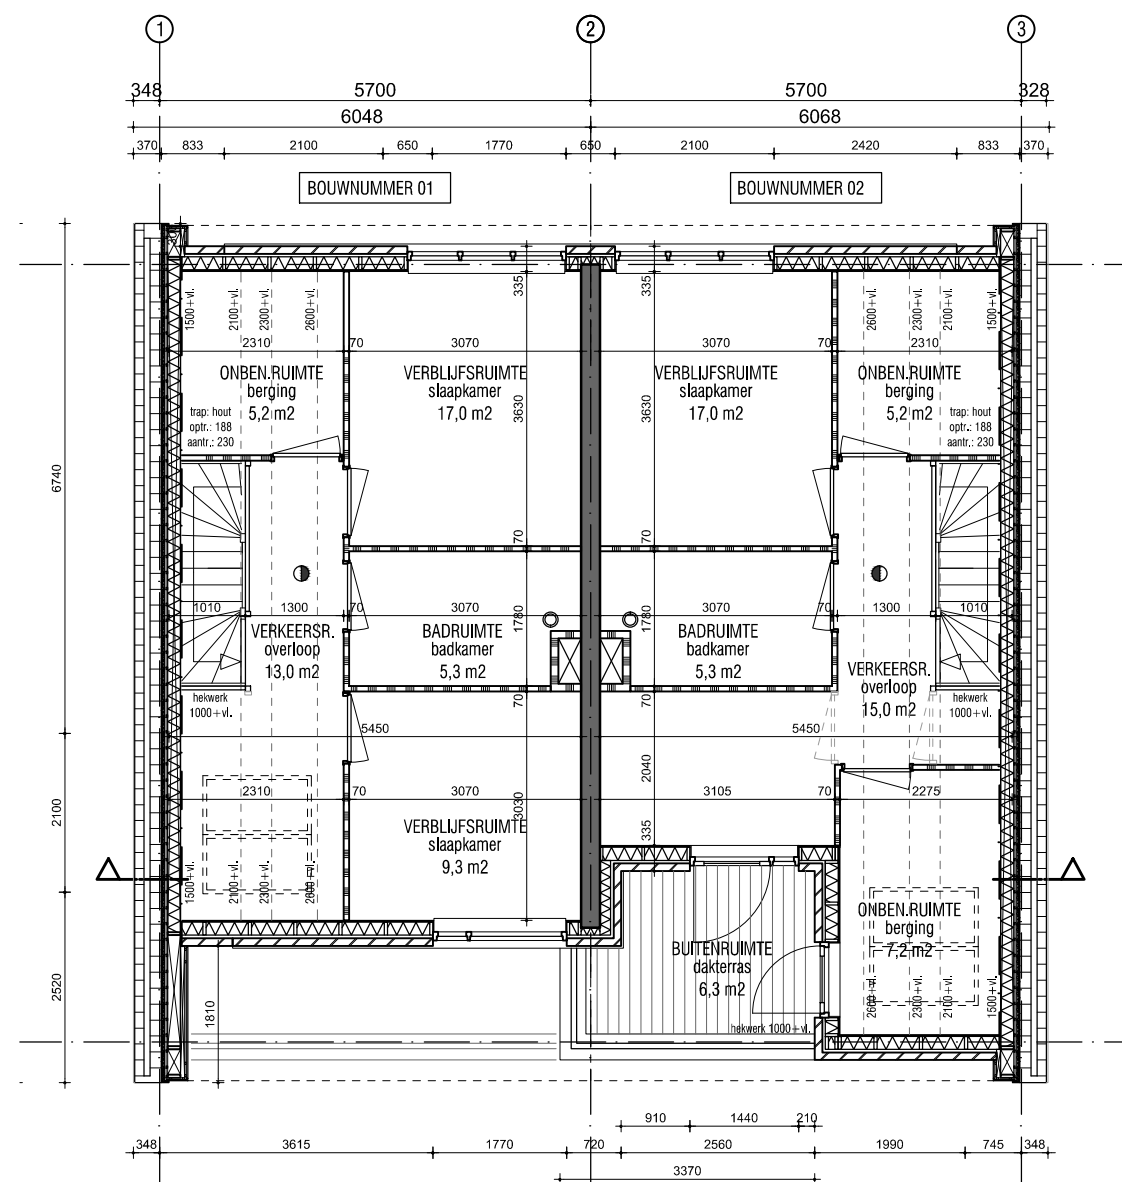 1
2
3
348
5700
5700
328
6048
6068
370
833
2100
650
1770
650
2100
2420
833
370
BOUWNUMMER 01
BOUWNUMMER 02
335
335
1500+vl.
2100+vl.
2300+vl.
2600+vl.
2600+vl.
2300+vl.
2100+vl.
1500+vl.
2310
70
3070
3070
70
2310
ONBEN.RUIMTE
berging
5,2 m2
VERBLIJFSRUIMTE
slaapkamer
17,0 m2
VERBLIJFSRUIMTE
slaapkamer
17,0 m2
ONBEN.RUIMTE
berging
5,2 m2
3630
3630
trap: hout
optr.: 188
aantr.: 230
trap: hout
optr.: 188
aantr.: 230
6740
70
70
1010
1300
70
3070
1780
1780
3070
70
1300
1010
VERKEERSR.
overloop
13,0 m2
BADRUIMTE
badkamer
5,3 m2
BADRUIMTE
badkamer
5,3 m2
VERKEERSR.
overloop
15,0 m2
hekwerk
1000+vl.
hekwerk
1000+vl.
70
70
5450
5450
2040
2310
70
3070
3030
3105
70
2275
2100
335
VERBLIJFSRUIMTE
slaapkamer
9,3 m2
1500+vl.
2100+vl.
2300+vl.
2600+vl.
ONBEN.RUIMTE
berging
7,2 m2
BUITENRUIMTE
dakterras
6,3 m2
hekwerk 1000+vl.
2600+vl.
2300+vl.
2100+vl.
1500+vl.
2520
1810
910
1440
210
348
3615
1770
720
2560
1990
745
348
3370